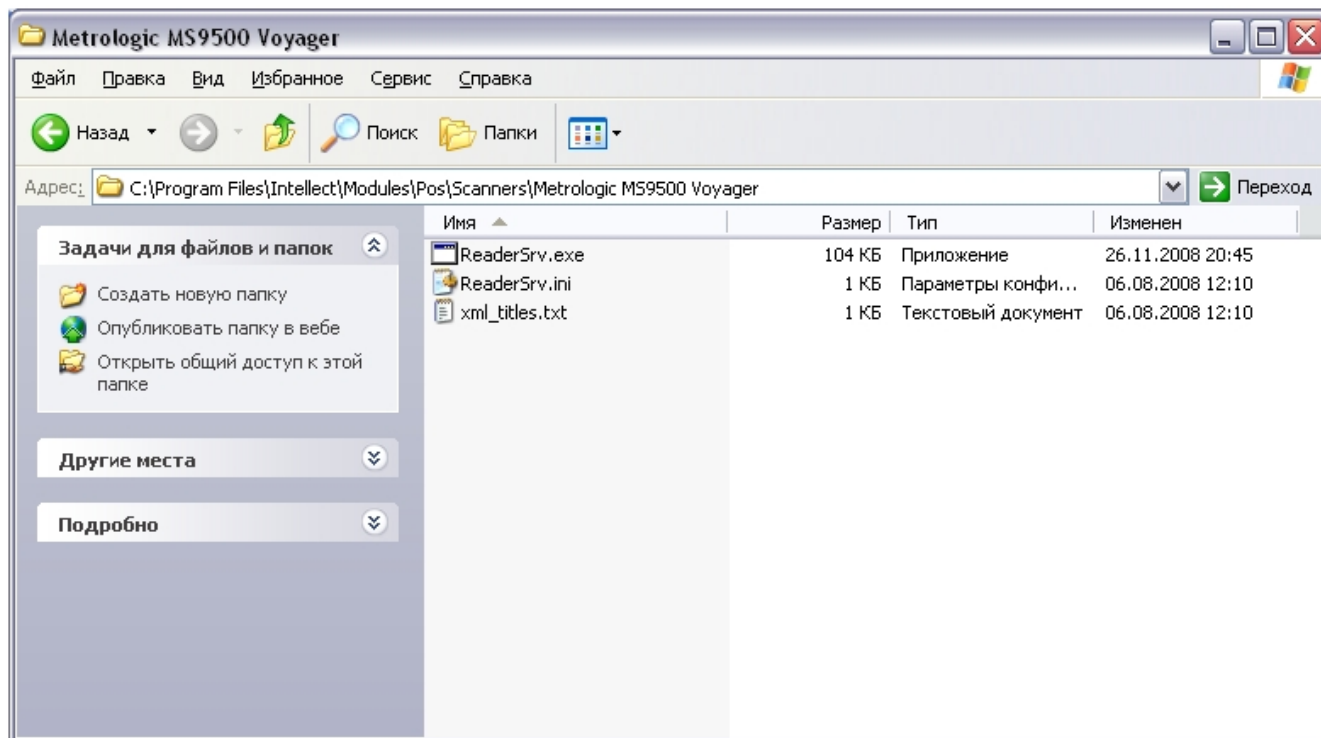 Metrologic MS9500 Voyager
Файл Правка Вид Избранное Сервис Справка
Назад Поиск Папки
Адрес: C:\Program Files\Intellect\Modules\Pos\Scanners\Metrologic MS9500 Voyager Переход
Имя Размер Тип Изменен
Задачи для файлов и папок
Создать новую папку
Опубликовать папку в вебе
Открыть общий доступ к этой
папке
Другие места
Подробно
ReaderSrv.exe 104 КБ Приложение 26.11.2008 20:45
ReaderSrv.ini 1 КБ Параметры конфи... 06.08.2008 12:10
xml_titles.txt 1 КБ Текстовый документ 06.08.2008 12:10